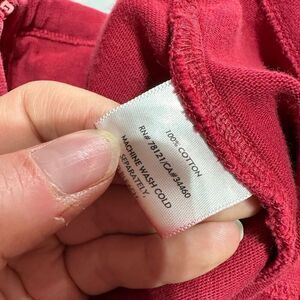 100% COTTON
RN# 78121/CA#34460
MACHINE WASH COLD
SEPARATELY,